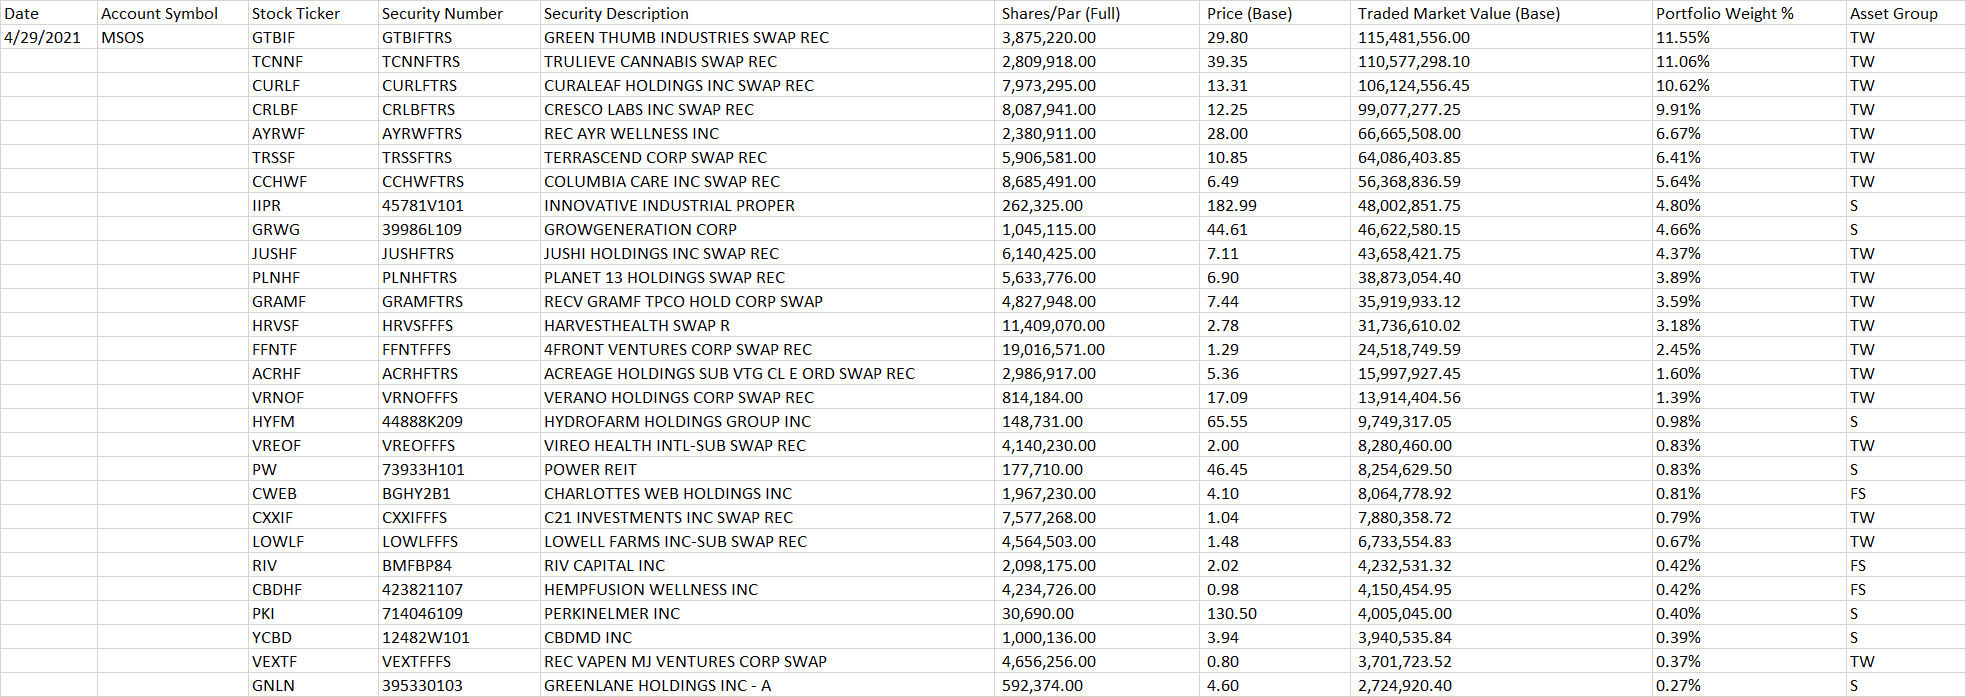 Date Account Symbol Stock Ticker Security Number Security Description Shares/Par (Full) Price (Base) Traded Market Value (Base) Portfolio Weight % Asset Group
4/29/2021 MSOS GTBIF GTBIFTRS GREEN THUMB INDUSTRIES SWAP REC 3,875,220.00 29.80 115,481,556.00 11.55% TW
TCNNF TCNNFTRS TRULIEVE CANNABIS SWAP REC 2,809,918.00 39.35 110,577,298.10 11.06% TW
CURLF CURLFTRS CURALEAF HOLDINGS INC SWAP REC 7,973,295.00 13.31 106,124,556.45 10.62% TW
CRLBF CRLBFTRS CRESCO LABS INC SWAP REC 8,087,941.00 12.25 99,077,277.25 9.91% TW
AYRWF AYRWFTRS REC AYR WELLNESS INC 2,380,911.00 28.00 66,665,508.00 6.67% TW
TRSSF TRSSFTRS TERRASCEND CORP SWAP REC 5,906,581.00 10.85 64,086,403.85 6.41% TW
CCHWF CCHWFTRS COLUMBIA CARE INC SWAP REC 8,685,491.00 6.49 56,368,836.59 5.64% TW
IIPR 45781V101 INNOVATIVE INDUSTRIAL PROPER 262,325.00 182.99 48,002,851.75 4.80% S
GRWG 39986L109 GROWGENERATION CORP 1,045,115.00 44.61 46,622,580.15 4.66% S
JUSHF JUSHFTRS JUSHI HOLDINGS INC SWAP REC 6,140,425.00 7.11 43,658,421.75 4.37% TW
PLNHF PLNHFTRS PLANET 13 HOLDINGS SWAP REC 5,633,776.00 6.90 38,873,054.40 3.89% TW
GRAMF GRAMFTRS RECV GRAMF TPCO HOLD CORP SWAP 4,827,948.00 7.44 35,919,933.12 3.59% TW
HRVSF HRVSFFFS HARVESTHEALTH SWAP R 11,409,070.00 2.78 31,736,610.02 3.18% TW
FFNTF FFNTFFFS 4FRONT VENTURES CORP SWAP REC 19,016,571.00 1.29 24,518,749.59 2.45% TW
ACRHF ACRHFTRS ACREAGE HOLDINGS SUB VTG CL E ORD SWAP REC 2,986,917.00 5.36 15,997,927.45 1.60% TW
VRNOF VRNOFFFS VERANO HOLDINGS CORP SWAP REC 814,184.00 17.09 13,914,404.56 1.39% TW
HYFM 44888K209 HYDROFARM HOLDINGS GROUP INC 148,731.00 65.55 9,749,317.05 0.98% S
VREOF VREOFFFS VIREO HEALTH INTL-SUB SWAP REC 4,140,230.00 2.00 8,280,460.00 0.83% TW
PW 73933H101 POWER REIT 177,710.00 46.45 8,254,629.50 0.83% S
CWEB BGHY2B1 CHARLOTTES WEB HOLDINGS INC 1,967,230.00 4.10 8,064,778.92 0.81% FS
CXXIF CXXIFFFS C21 INVESTMENTS INC SWAP REC 7,577,268.00 1.04 7,880,358.72 0.79% TW
LOWLF LOWLFFFS LOWELL FARMS INC-SUB SWAP REC 4,564,503.00 1.48 6,733,554.83 0.67% TW
RIV BMFBP84 RIV CAPITAL INC 2,098,175.00 2.02 4,232,531.32 0.42% FS
CBDHF 423821107 HEMPFUSION WELLNESS INC 4,234,726.00 0.98 4,150,454.95 0.42% FS
PKI 714046109 PERKINELMER INC 30,690.00 130.50 4,005,045.00 0.40% S
YCBD 12482W101 CBDMD INC 1,000,136.00 3.94 3,940,535.84 0.39% S
VEXTF VEXTFFFS REC VAPEN MJ VENTURES CORP SWAP 4,656,256.00 0.80 3,701,723.52 0.37% TW
GNLN 395330103 GREENLANE HOLDINGS INC - A 592,374.00 4.60 2,724,920.40 0.27% S